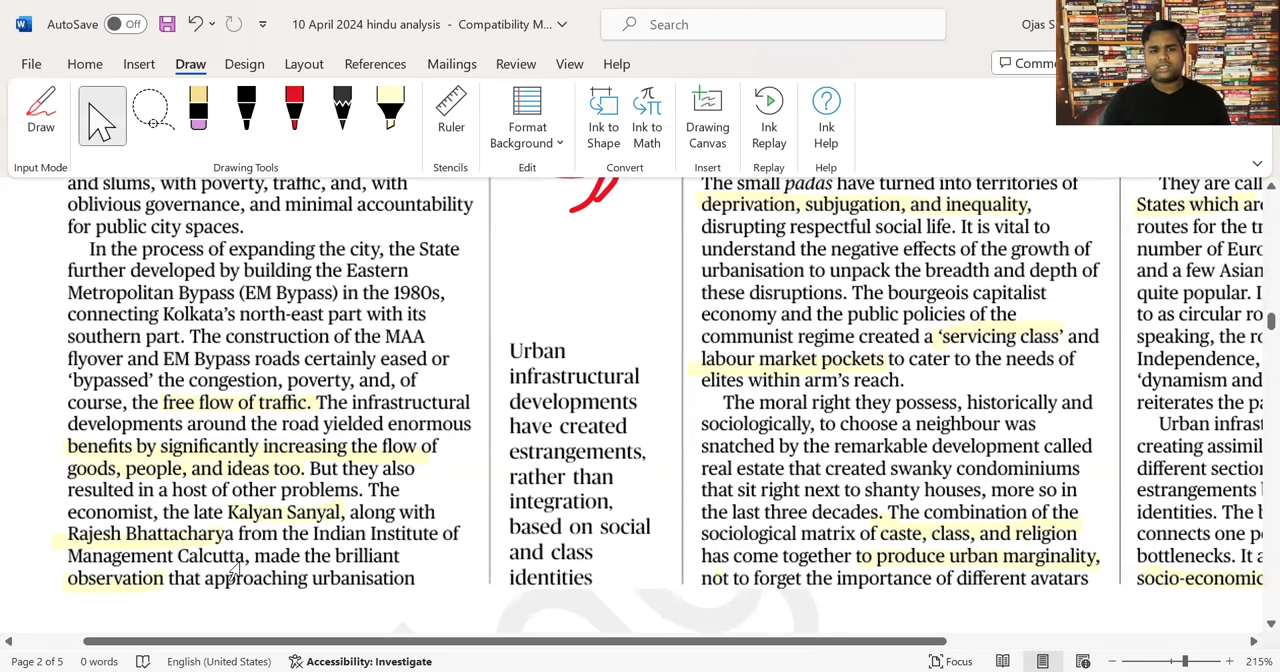 AutoSave
Off
10 April 2024 hindu analysis - Compatibility M...
Search
Ojas S
File
Home
Insert
Draw
Design
Layout
References
Mailings
Review
View
Help
Comme
Draw
Ruler
Format
Background
Ink to
Shape
Ink to
Math
Drawing
Canvas
Ink
Replay
Ink
Help
Input Mode
Drawing Tools
Stencils
Edit
Convert
Insert
Replay
Help
and slums, with poverty, traffic, and, with
oblivious governance, and minimal accountability
for public city spaces.
In the process of expanding the city, the State
further developed by building the Eastern
Metropolitan Bypass (EM Bypass) in the 1980s,
connecting Kolkata's north-east part with its
southern part. The construction of the MAA
flyover and EM Bypass roads certainly eased or
'bypassed' the congestion, poverty, and, of
course, the free flow of traffic. The infrastructural
developments around the road yielded enormous
benefits by significantly increasing the flow of
goods, people, and ideas too. But they also
resulted in a host of other problems. The
economist, the late Kalyan Sanyal, along with
Rajesh Bhattacharya from the Indian Institute of
Management Calcutta, made the brilliant
observation that approaching urbanisation
Urban
infrastructural
developments
have created
estrangements,
rather than
integration,
based on social
and class
identities
The small padas have turned into territories of
deprivation, subjugation, and inequality,
disrupting respectful social life. It is vital to
understand the negative effects of the growth of
urbanisation to unpack the breadth and depth of
these disruptions. The bourgeois capitalist
economy and the public policies of the
communist regime created a 'servicing class' and
labour market pockets to cater to the needs of
elites within arm's reach.
The moral right they possess, historically and
sociologically, to choose a neighbour was
snatched by the remarkable development called
real estate that created swanky condominiums
that sit right next to shanty houses, more so in
the last three decades. The combination of the
sociological matrix of caste, class, and religion
has come together to produce urban marginality,
not to forget the importance of different avatars
They are call
States which are
routes for the tr
number of Euro
and a few Asian
quite popular. I
to as circular ro
speaking, the ro
Independence,
'dynamism and
reiterates the pa
Urban infrast
creating assimil
different section
estrangements b
identities. The b
connects one p
bottlenecks. It a
socio-economic
Page 2 of 5
0 words
English (United States)
Accessibility: Investigate
Focus
215%